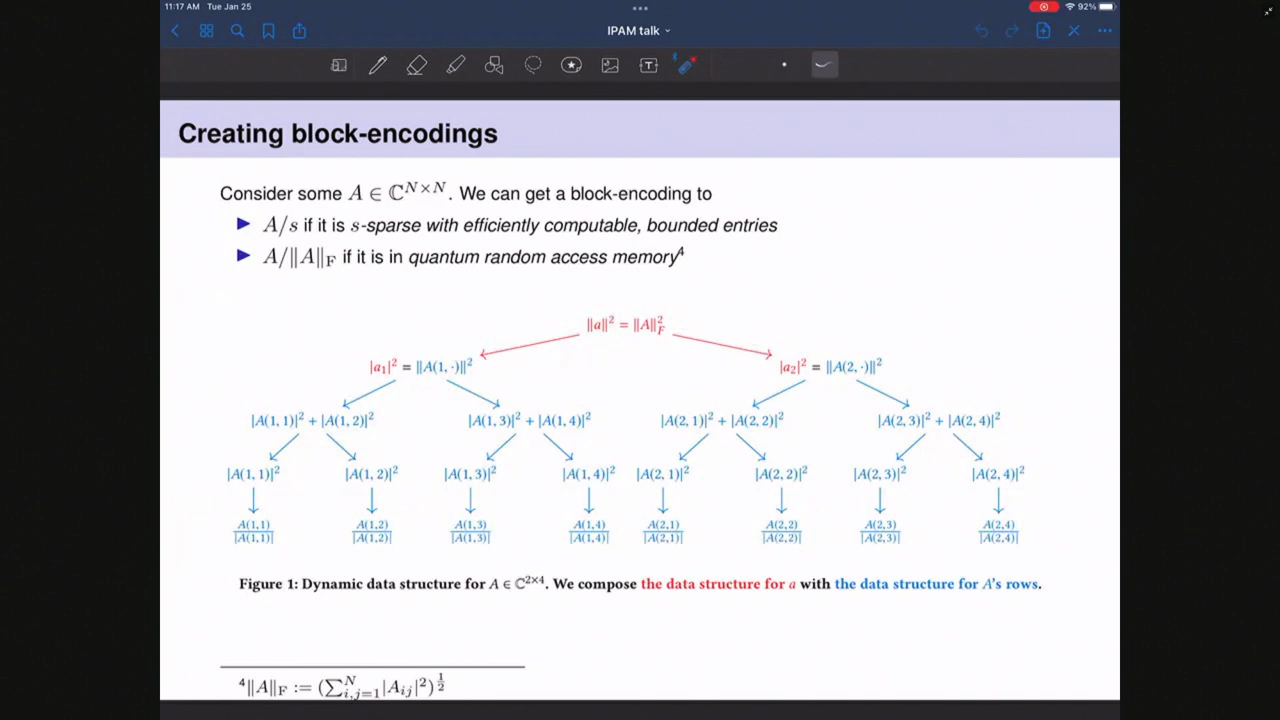 11:17 AM Tue Jan 25
92%
IPAM talk
Creating block-encodings
Consider some A ∈ ℂ^{N×N}. We can get a block-encoding to
▶ A/s if it is s-sparse with efficiently computable, bounded entries
▶ A/‖A‖_F if it is in quantum random access memory⁴
‖a‖² = ‖A‖²_F
|a₁|² = ‖A(1, ·)‖² |a₂|² = ‖A(2, ·)‖²
|A(1, 1)|² + |A(1, 2)|² |A(1, 3)|² + |A(1, 4)|² |A(2, 1)|² + |A(2, 2)|² |A(2, 3)|² + |A(2, 4)|²
|A(1, 1)|² |A(1, 2)|² |A(1, 3)|² |A(1, 4)|² |A(2, 1)|² |A(2, 2)|² |A(2, 3)|² |A(2, 4)|²
A(1,1)/|A(1,1)| A(1,2)/|A(1,2)| A(1,3)/|A(1,3)| A(1,4)/|A(1,4)| A(2,1)/|A(2,1)| A(2,2)/|A(2,2)| A(2,3)/|A(2,3)| A(2,4)/|A(2,4)|
Figure 1: Dynamic data structure for A ∈ ℂ^{2×4}. We compose the data structure for a with the data structure for A's rows.
⁴‖A‖_F := (∑^N_{i,j=1}|A_{ij}|²)^{1/2}